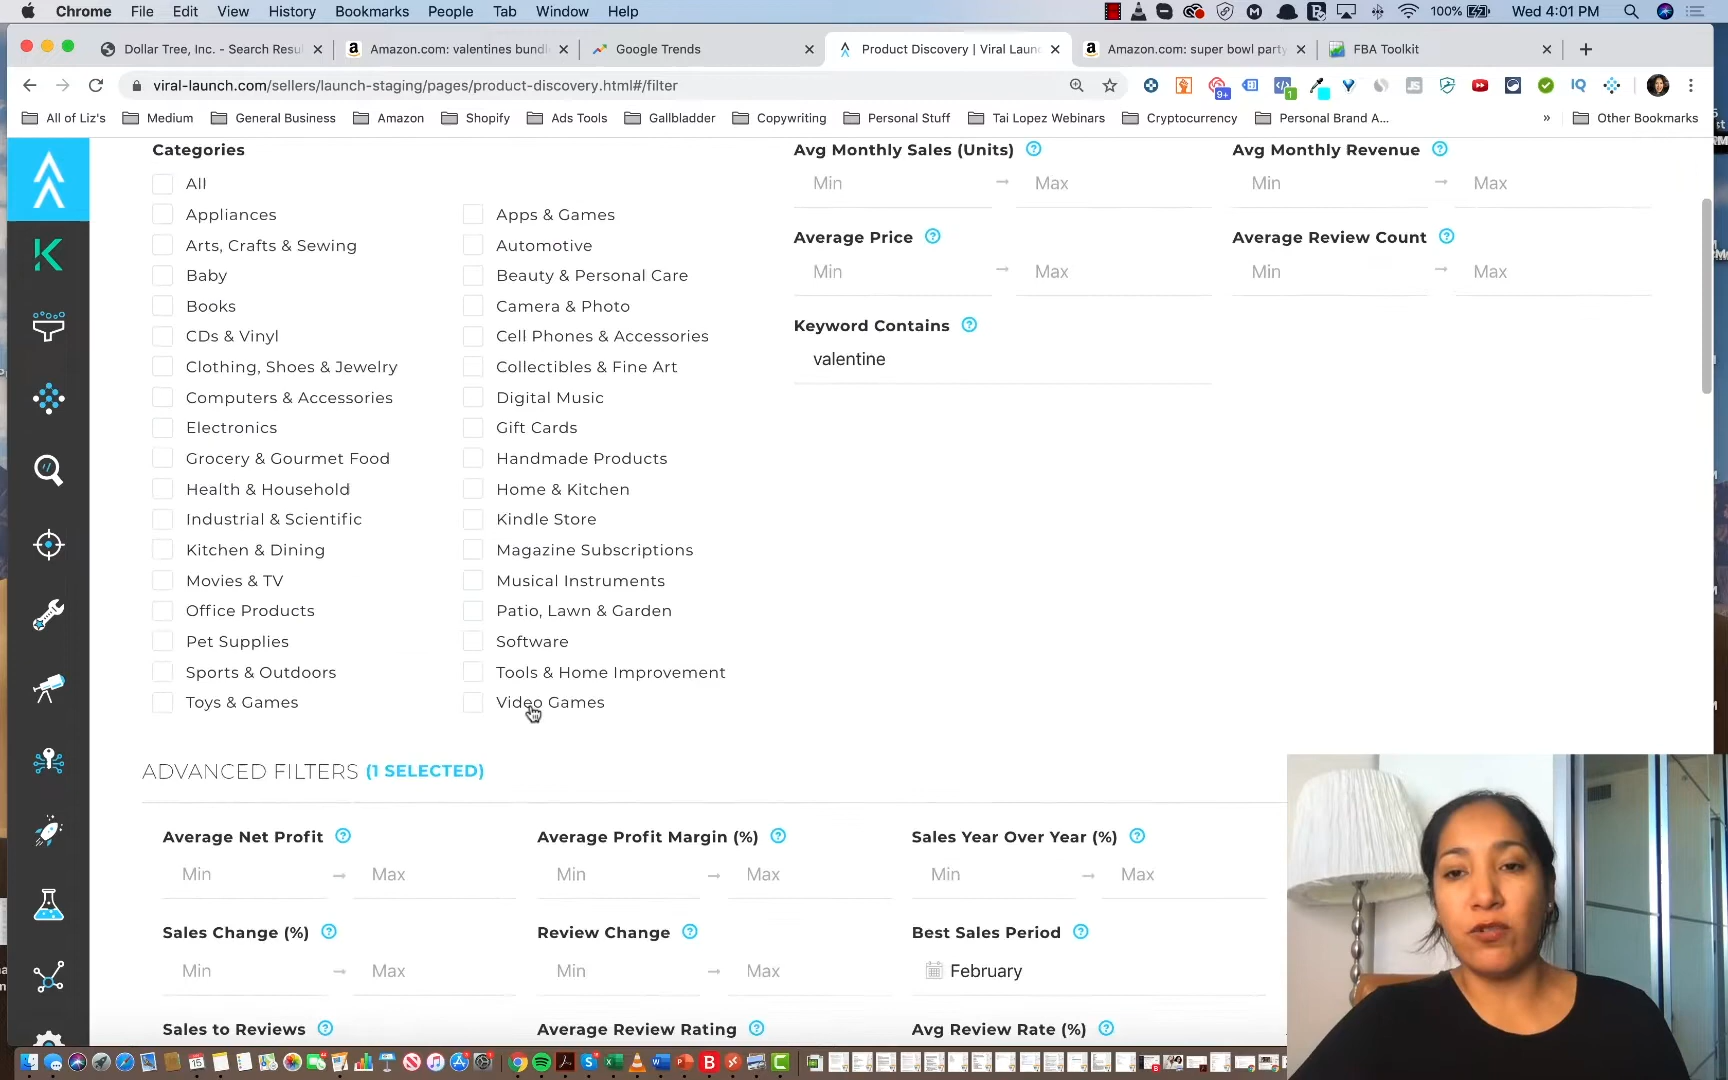 Chrome File Edit View History Bookmarks People Tab Window Help 100% Wed 4:01 PM
Dollar Tree, Inc. - Search Resu Amazon.com: valentines bund Google Trends Product Discovery | Viral Laun Amazon.com: super bowl party FBA Toolkit
viral-launch.com/sellers/launch-staging/pages/product-discovery.html#/filter
All of Liz's Medium General Business Amazon Shopify Ads Tools Gallbladder Copywriting Personal Stuff Tai Lopez Webinars Cryptocurrency Personal Brand A... » Other Bookmarks
Categories
All
Appliances Apps & Games
Arts, Crafts & Sewing Automotive
Baby Beauty & Personal Care
Books Camera & Photo
CDs & Vinyl Cell Phones & Accessories
Clothing, Shoes & Jewelry Collectibles & Fine Art
Computers & Accessories Digital Music
Electronics Gift Cards
Grocery & Gourmet Food Handmade Products
Health & Household Home & Kitchen
Industrial & Scientific Kindle Store
Kitchen & Dining Magazine Subscriptions
Movies & TV Musical Instruments
Office Products Patio, Lawn & Garden
Pet Supplies Software
Sports & Outdoors Tools & Home Improvement
Toys & Games Video Games
Avg Monthly Sales (Units) ? Avg Monthly Revenue ?
Min → Max Min → Max
Average Price ? Average Review Count ?
Min → Max Min → Max
Keyword Contains ?
valentine
ADVANCED FILTERS (1 SELECTED)
Average Net Profit ? Average Profit Margin (%) ? Sales Year Over Year (%) ?
Min → Max Min → Max Min → Max
Sales Change (%) ? Review Change ? Best Sales Period ?
Min → Max Min → Max February
Sales to Reviews ? Average Review Rating ? Avg Review Rate (%) ?